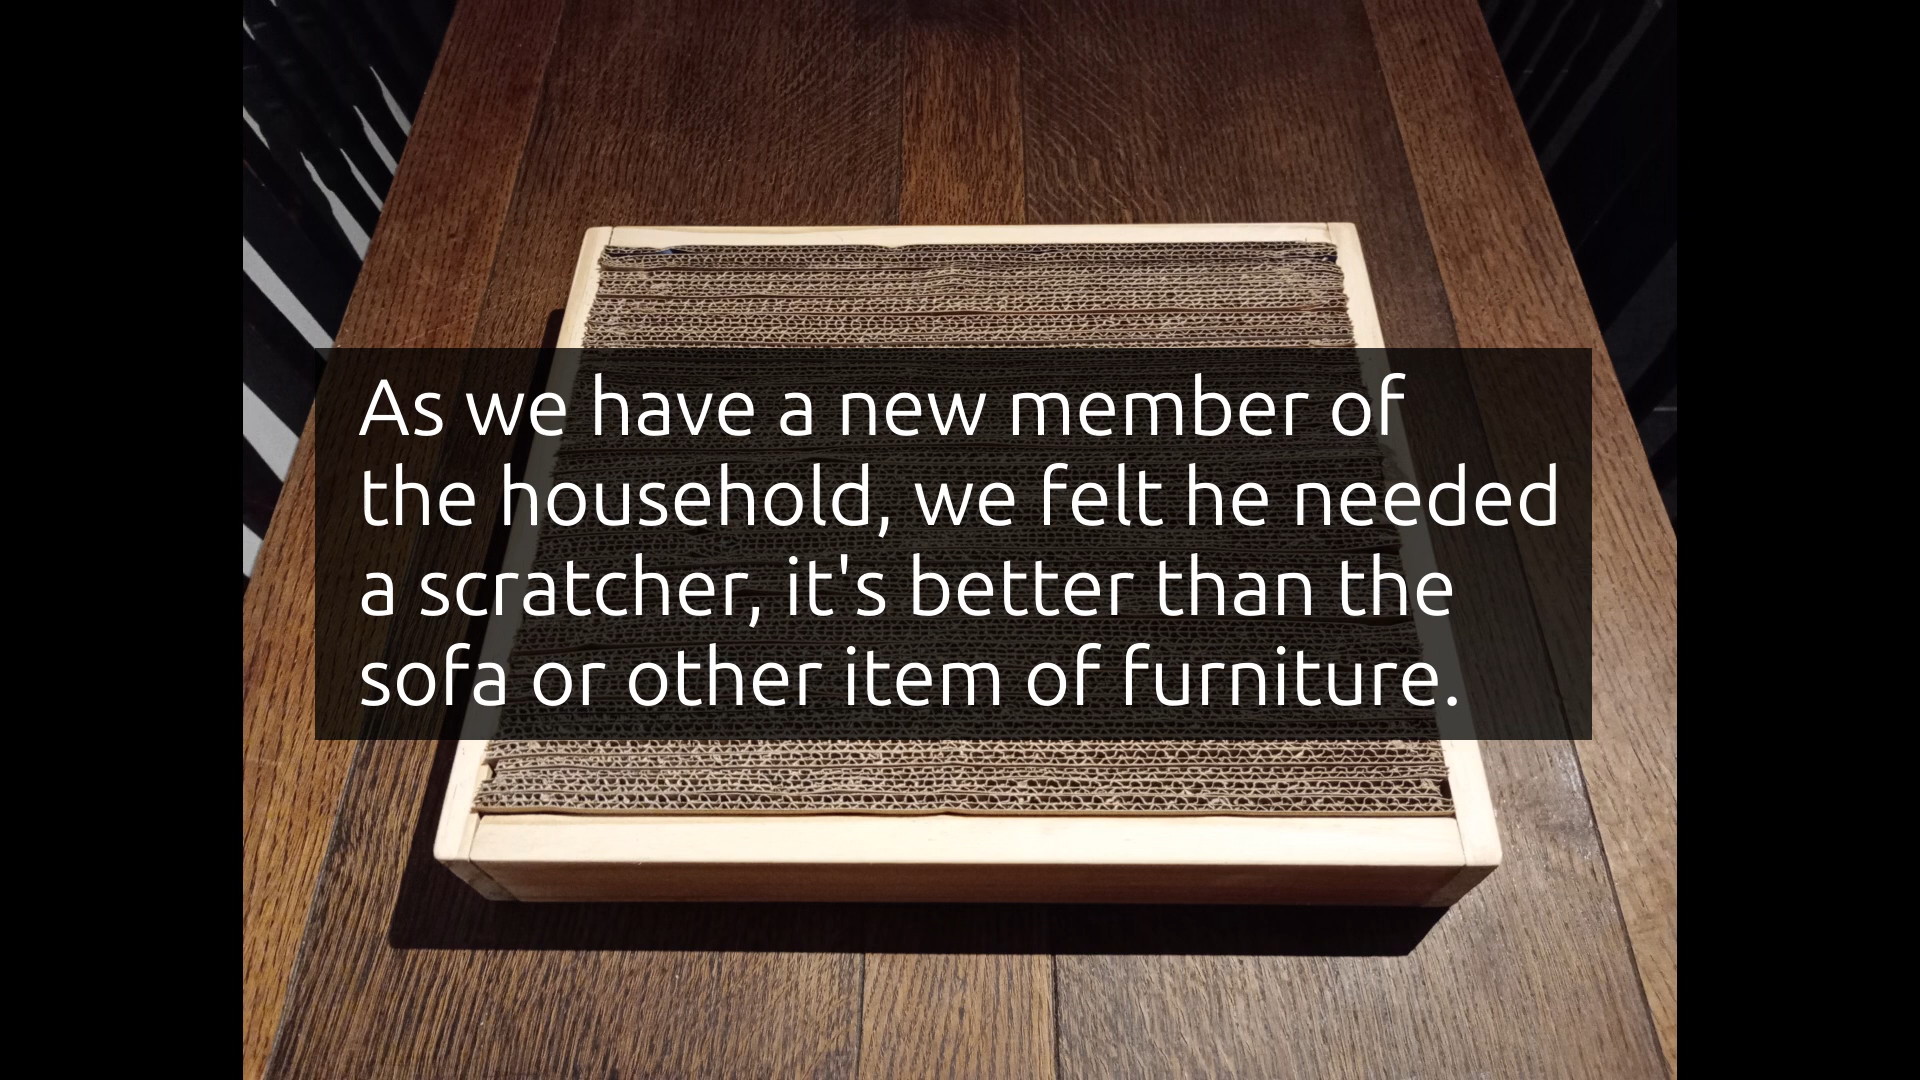 As we have a new member of
the household, we felt he needed
a scratcher, it's better than the
sofa or other item of furniture.